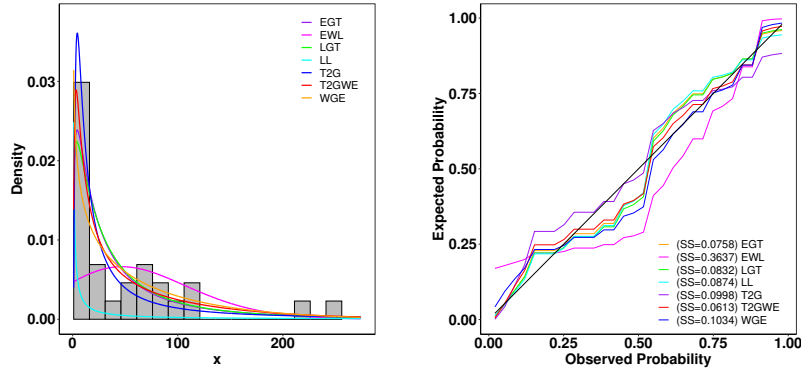 EGT
EWL
LGT
LL
T2G
T2GWE
WGE
0.03
0.02
0.01
0.00
Density
0 100 200
x
1.00
0.75
0.50
0.25
0.00
Expected Probability
(SS=0.0758) EGT
(SS=0.3637) EWL
(SS=0.0832) LGT
(SS=0.0874) LL
(SS=0.0998) T2G
(SS=0.0613) T2GWE
(SS=0.1034) WGE
0.00 0.25 0.50 0.75 1.00
Observed Probability